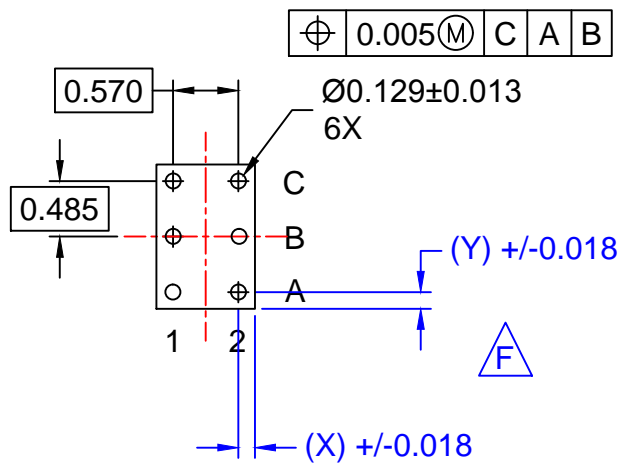 ⌖ 0.005Ⓜ C A B
0.570
Ø0.129±0.013
6X
C
0.485
B
(Y) +/-0.018
A
1 2
F
(X) +/-0.018